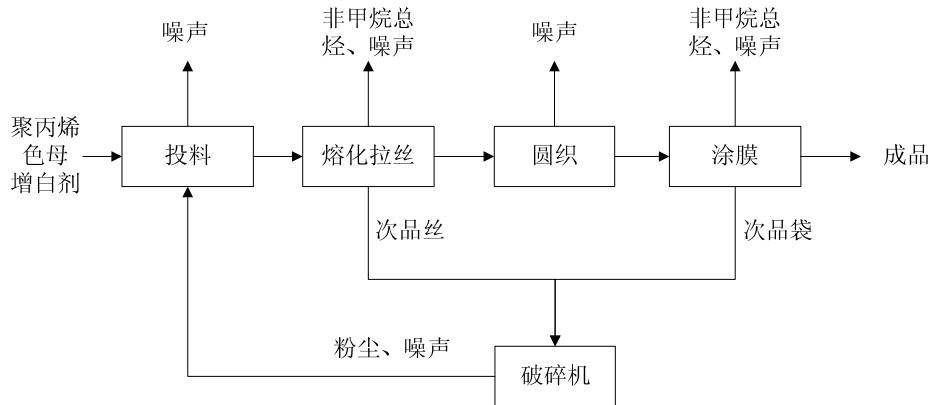 噪声
非甲烷总
烃、噪声
噪声
非甲烷总
烃、噪声
聚丙烯
色母
增白剂
投料
熔化拉丝
圆织
涂膜
成品
次品丝
次品袋
粉尘、噪声
破碎机